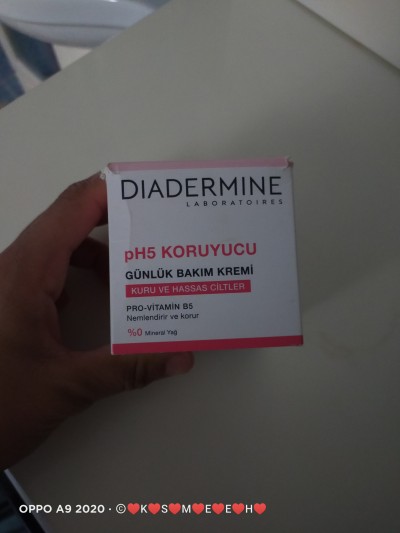 DIADERMINE
LABORATOIRES
pH5 KORUYUCU
GÜNLÜK BAKIM KREMİ
KURU VE HASSAS CİLTLER
PRO-VİTAMİN B5
Nemlendirir ve korur
%0 Mineral Yağ
OPPO A9 2020 · ©♥K♥S♥M♥E♥E♥H♥